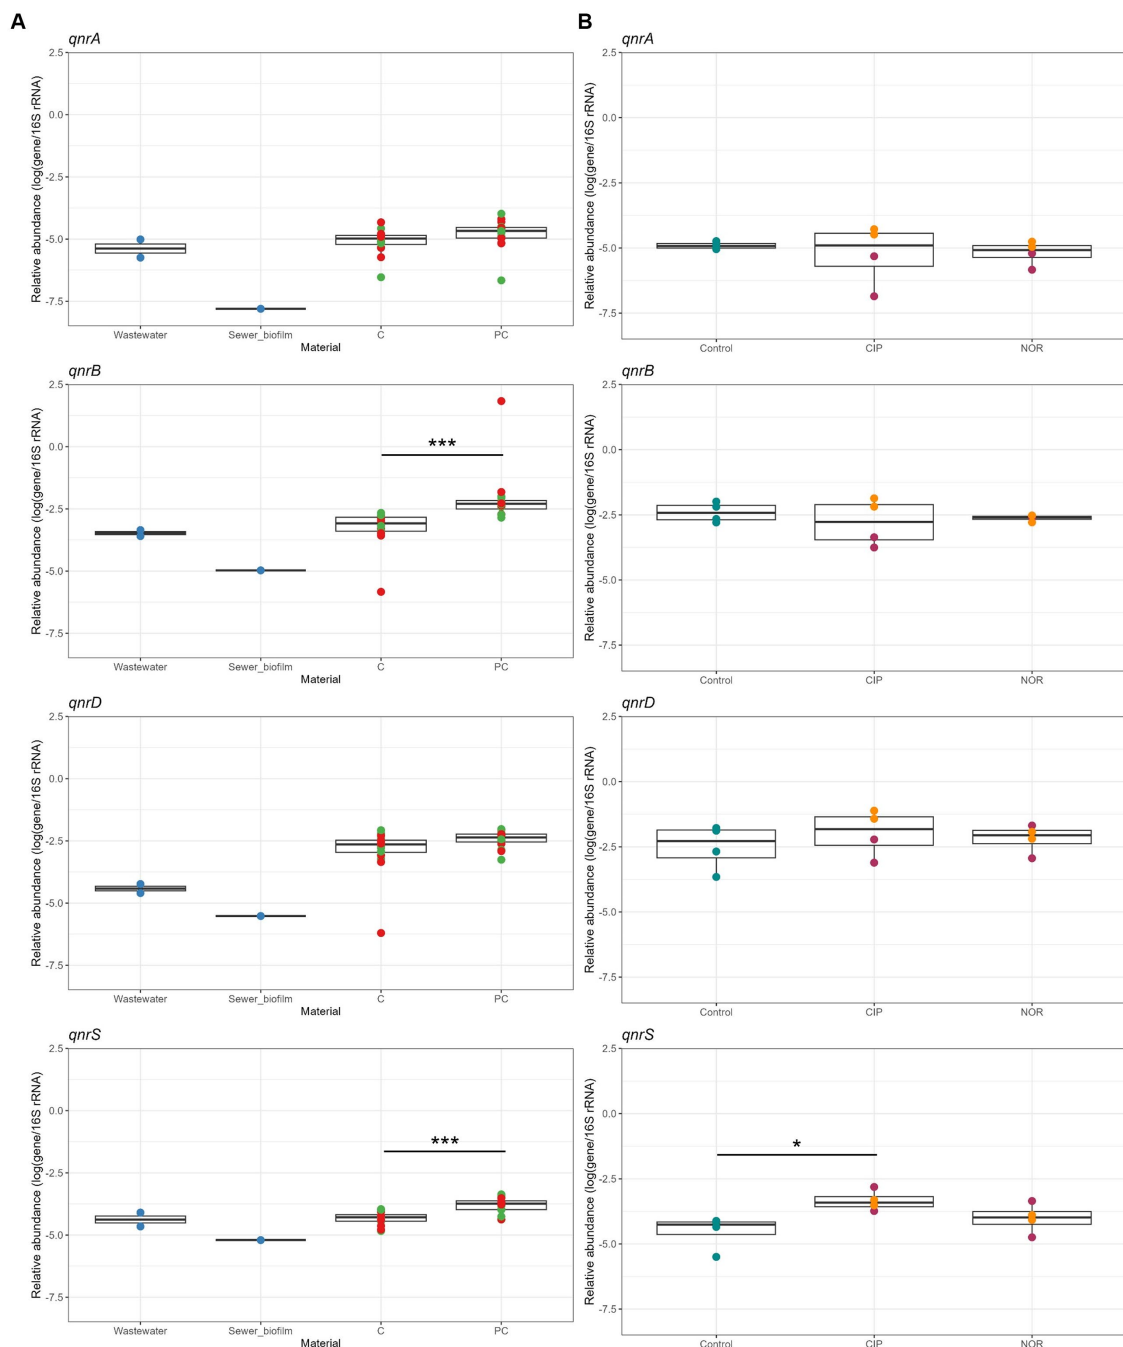 A
qnrA
Relative abundance (log(gene/16S rRNA)
2.5
0.0
-2.5
-5.0
-7.5
Wastewater Sewer_biofilm C PC
Material
qnrB
Relative abundance (log(gene/16S rRNA)
2.5
0.0
-2.5
-5.0
-7.5
***
Wastewater Sewer_biofilm C PC
Material
qnrD
Relative abundance (log(gene/16S rRNA)
2.5
0.0
-2.5
-5.0
-7.5
Wastewater Sewer_biofilm C PC
Material
qnrS
Relative abundance (log(gene/16S rRNA)
2.5
0.0
-2.5
-5.0
-7.5
***
Wastewater Sewer_biofilm C PC
Material
B
qnrA
Relative abundance (log(gene/16S rRNA)
2.5
0.0
-2.5
-5.0
-7.5
Control CIP NOR
qnrB
Relative abundance (log(gene/16S rRNA)
2.5
0.0
-2.5
-5.0
-7.5
Control CIP NOR
qnrD
Relative abundance (log(gene/16S rRNA)
2.5
0.0
-2.5
-5.0
-7.5
Control CIP NOR
qnrS
Relative abundance (log(gene/16S rRNA)
2.5
0.0
-2.5
-5.0
-7.5
*
Control CIP NOR